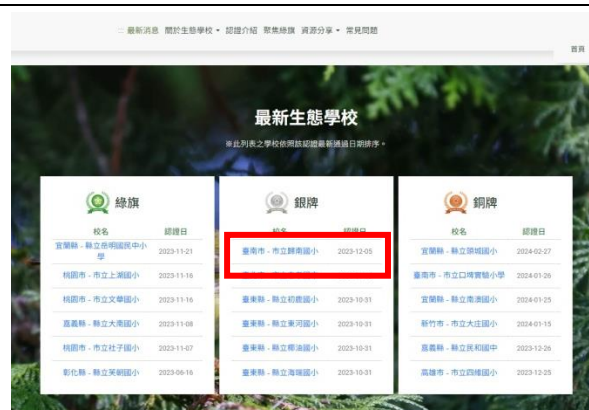 ::: 最新消息 關於生態學校 認證介紹 聚焦綠旗 資源分享 常見問題
首頁
最新生態學校
※此列表之學校依照該認證最新通過日期排序。
綠旗
校名 認證日
宜蘭縣 - 縣立岳明國民中小學 2023-11-21
桃園市 - 市立上湖國小 2023-11-16
桃園市 - 市立文華國小 2023-11-16
嘉義縣 - 縣立大南國小 2023-11-08
桃園市 - 市立社子國小 2023-11-07
彰化縣 - 縣立芙朝國小 2023-06-16
銀牌
校名 認證日
臺南市 - 市立歸南國小 2023-12-05
臺東縣 - 縣立初鹿國小 2023-10-31
臺東縣 - 縣立東河國小 2023-10-31
臺東縣 - 縣立椰油國小 2023-10-31
臺東縣 - 縣立海端國小 2023-10-31
銅牌
校名 認證日
宜蘭縣 - 縣立頭城國小 2024-02-27
臺南市 - 市立口埤實驗小學 2024-01-26
宜蘭縣 - 縣立南澳國小 2024-01-25
新竹市 - 市立大庄國小 2024-01-15
嘉義縣 - 縣立民和國中 2023-12-26
高雄市 - 市立四維國小 2023-12-25